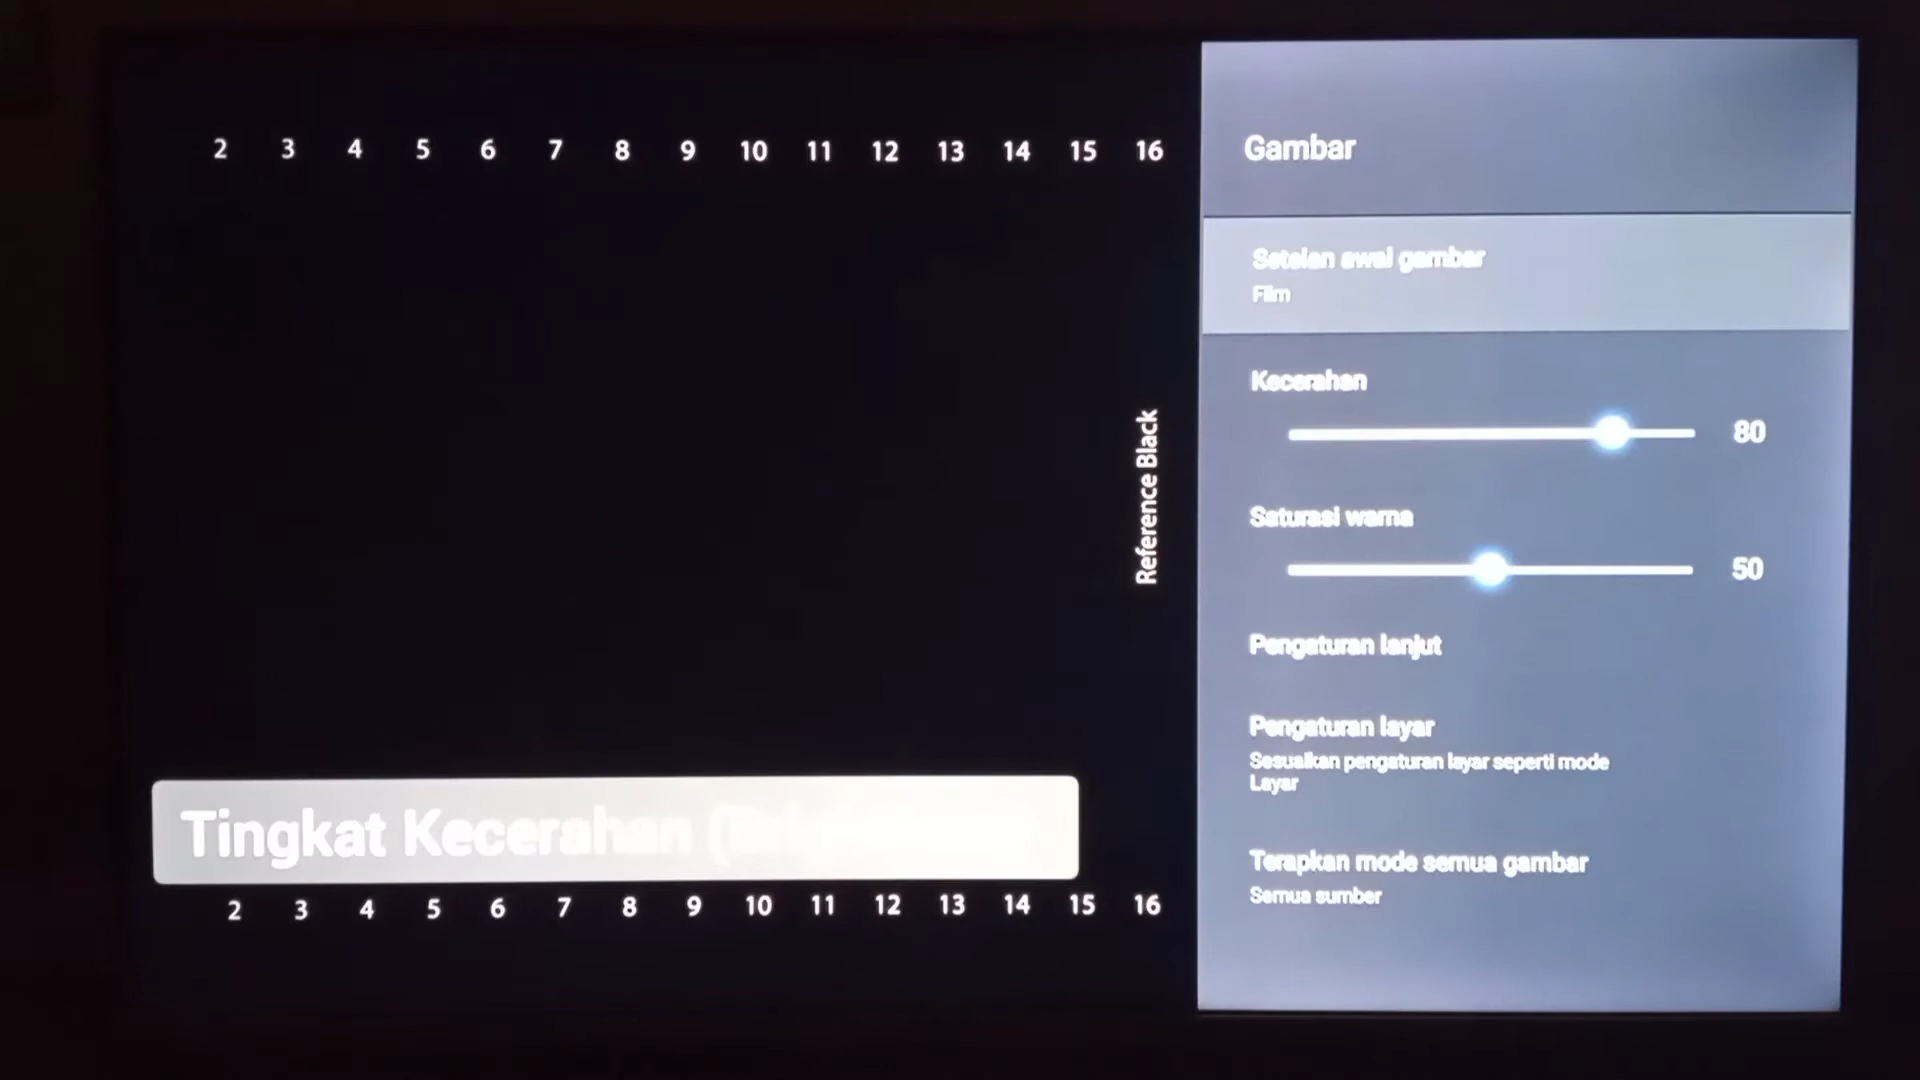 2 3 4 5 6 7 8 9 10 11 12 13 14 15 16
Reference Black
Tingkat Kecerahan
2 3 4 5 6 7 8 9 10 11 12 13 14 15 16
Gambar
Setelan awal gambar
Film
Kecerahan
80
Saturasi warna
50
Pengaturan lanjut
Pengaturan layar
Sesuaikan pengaturan layar seperti mode
Layar
Terapkan mode semua gambar
Semua sumber